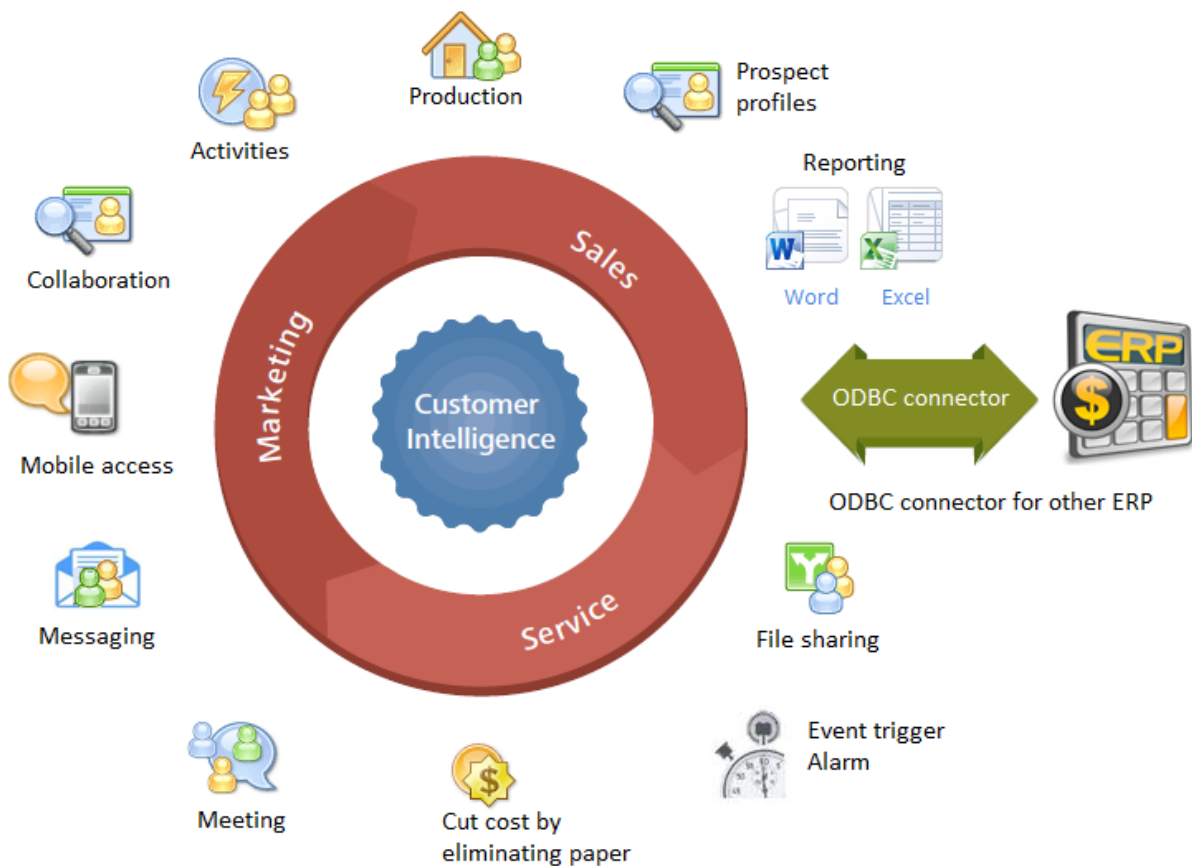 Production
Prospect
profiles
Activities
Reporting
W
X
Word
Excel
Collaboration
Sales
Marketing
Customer
Intelligence
ERP
$
ODBC connector
Mobile access
ODBC connector for other ERP
Messaging
Service
File sharing
Event trigger
Alarm
Meeting
$
Cut cost by
eliminating paper